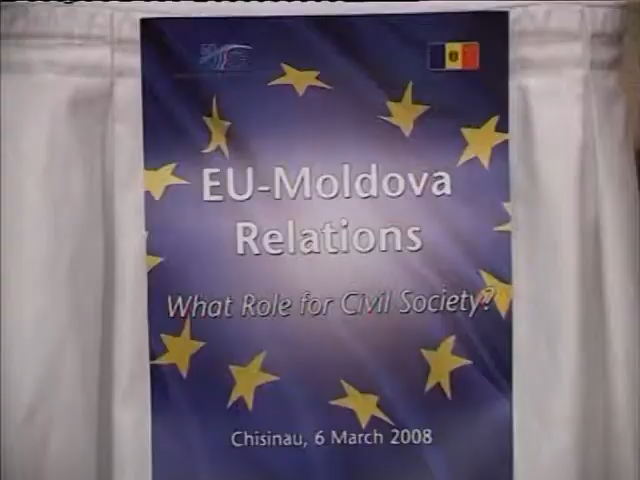 EU-Moldova
Relations
What Role for Civil Society?
Chisinau, 6 March 2008